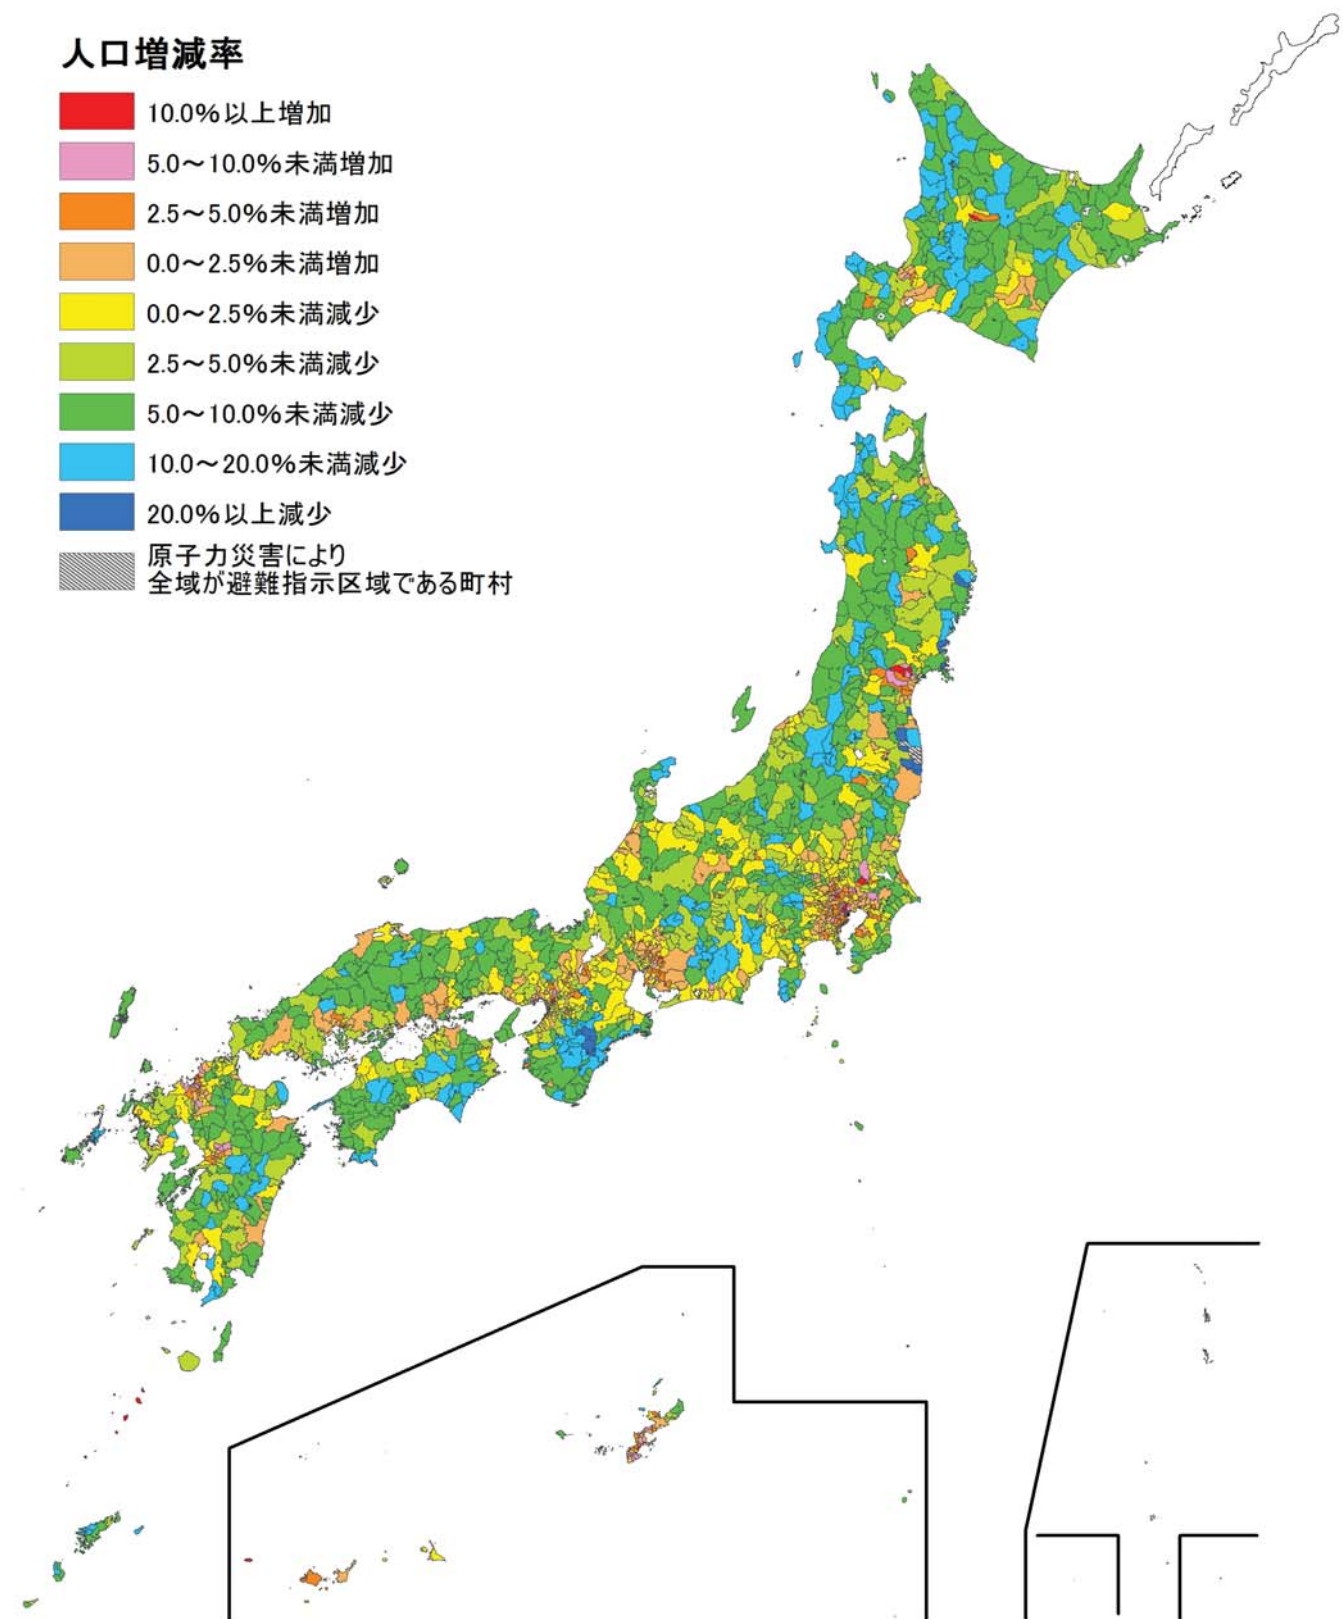 人口増減率
10.0%以上増加
5.0～10.0%未満増加
2.5～5.0%未満増加
0.0～2.5%未満増加
0.0～2.5%未満減少
2.5～5.0%未満減少
5.0～10.0%未満減少
10.0～20.0%未満減少
20.0%以上減少
原子力災害により
全域が避難指示区域である町村